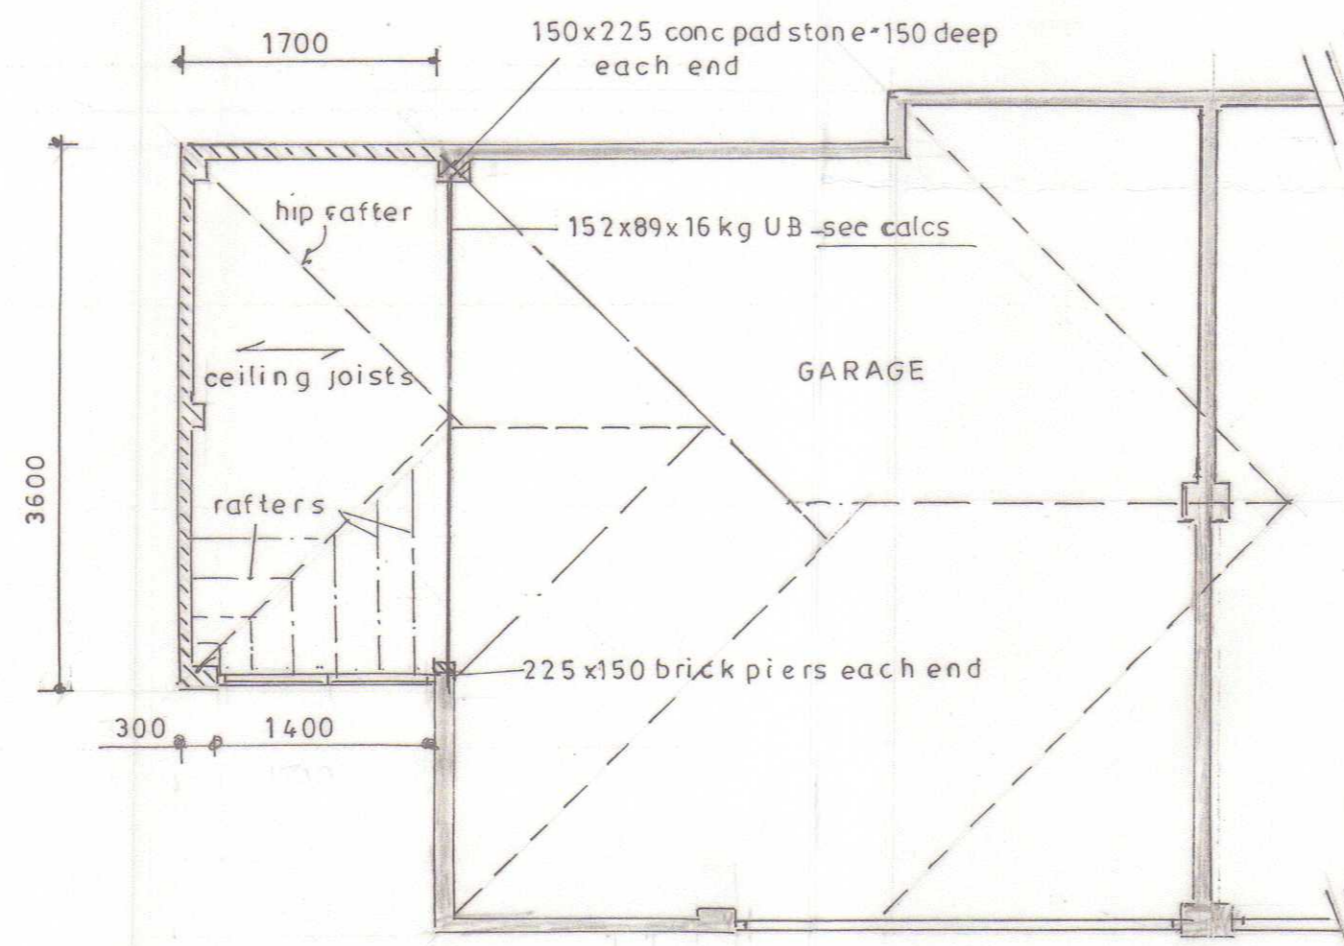 1700
150x225 conc pad stone-150 deep
each end
hip rafter
152x89x16 kg UB-see calcs
ceiling joists
GARAGE
3600
rafters
225x150 brick piers each end
300
1400